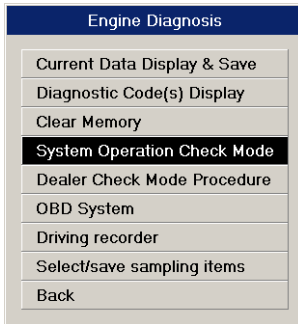 Engine Diagnosis
Current Data Display & Save
Diagnostic Code(s) Display
Clear Memory
System Operation Check Mode
Dealer Check Mode Procedure
OBD System
Driving recorder
Select/save sampling items
Back